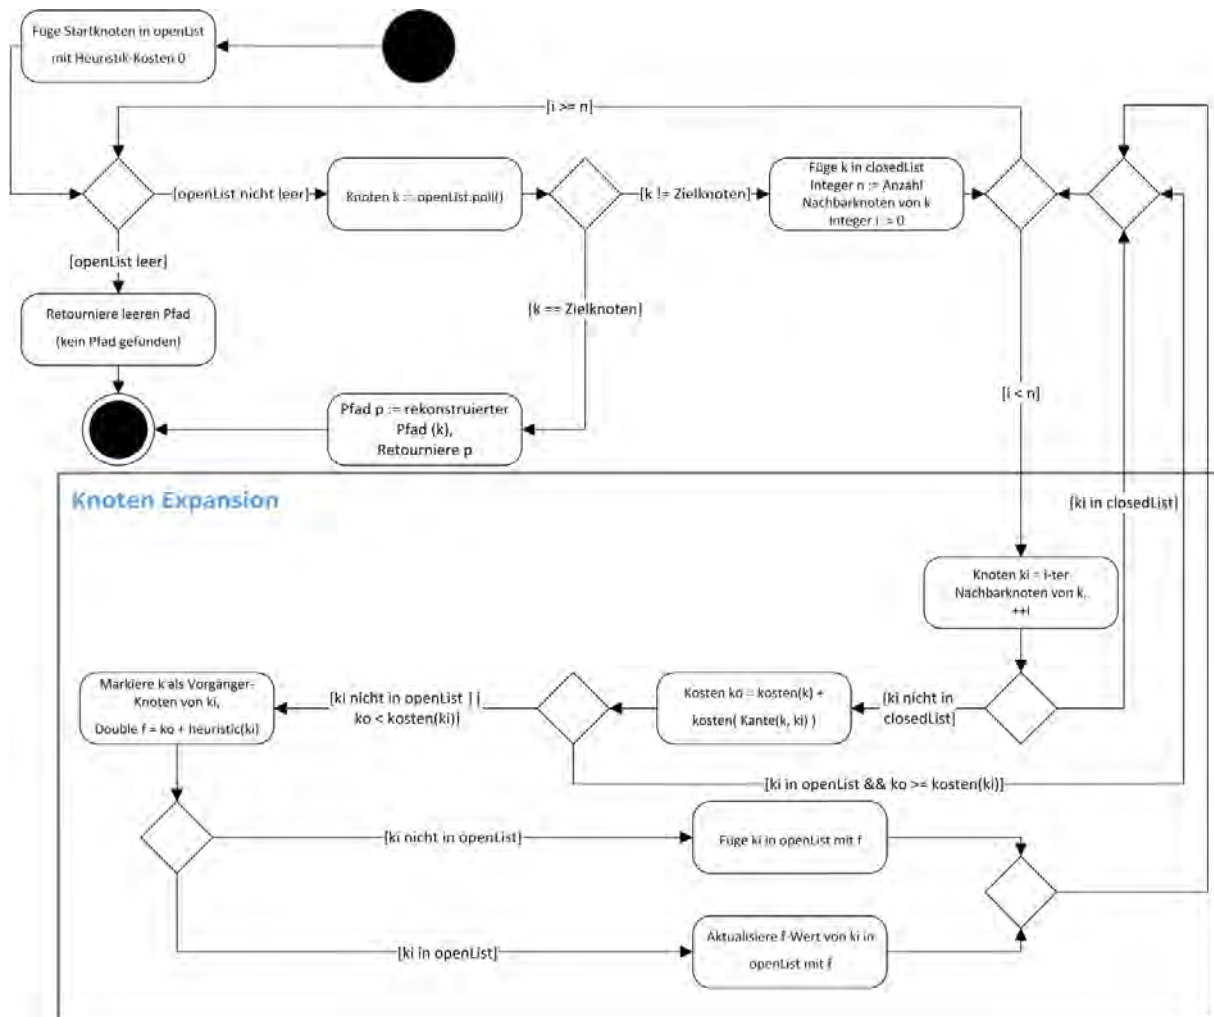 Füge Startknoten in openList
mit Heuristik-Kosten 0
[i >= n]
[openList nicht leer]
Knoten k := openList.poll()
[k != Zielknoten]
Füge k in closedList
Integer n := Anzahl
Nachbarknoten von k
Integer i := 0
[openList leer]
Retourniere leeren Pfad
(kein Pfad gefunden)
[k == Zielknoten]
Pfad p := rekonstruierter
Pfad (k),
Retourniere p
[i < n]
Knoten Expansion
[ki in closedList]
Knoten ki = i-ter
Nachbarknoten von k,
++i
Markiere k als Vorgänger-
Knoten von ki,
Double f = ko + heuristic(ki)
[ki nicht in openList ||
ko < kosten(ki)]
Kosten ko = kosten(k) +
kosten( Kante(k, ki) )
[ki nicht in
closedList]
[ki in openList && ko >= kosten(ki)]
[ki nicht in openList]
Füge ki in openList mit f
[ki in openList]
Aktualisiere f-Wert von ki in
openList mit f